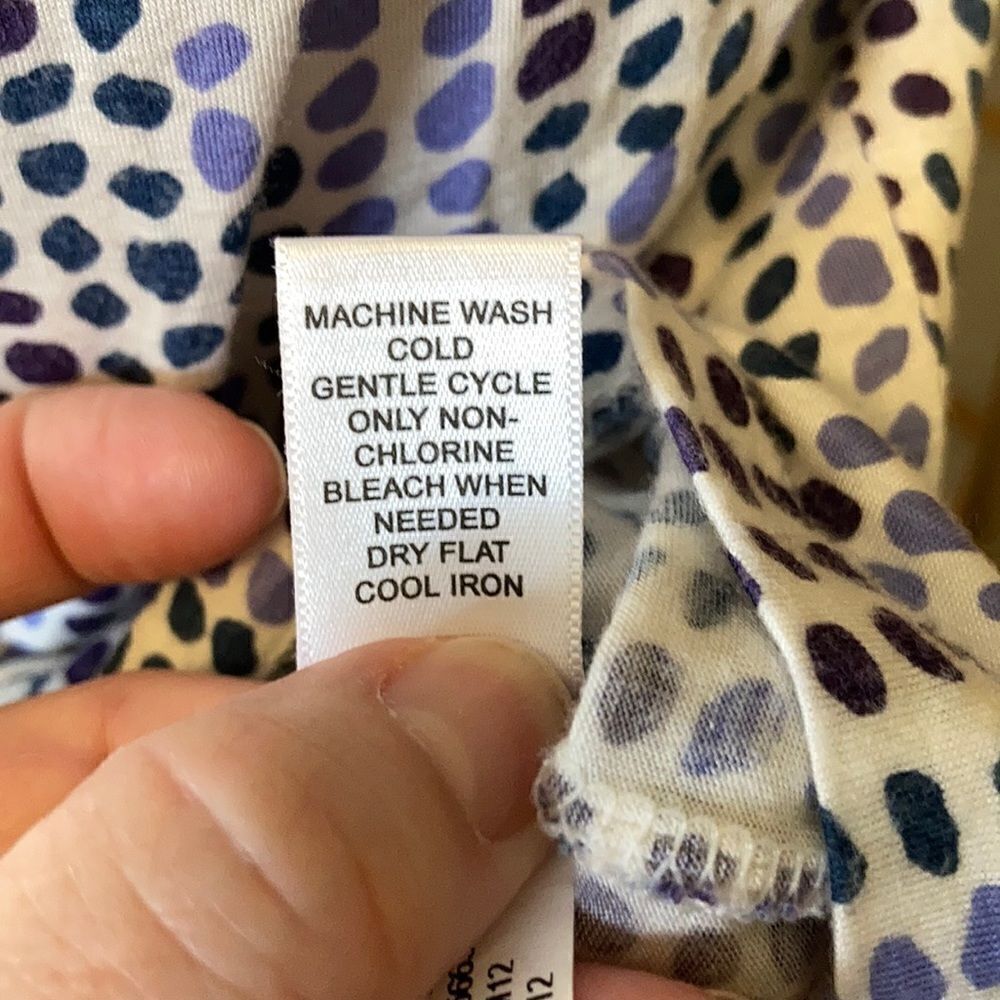 MACHINE WASH
COLD
GENTLE CYCLE
ONLY NON-
CHLORINE
BLEACH WHEN
NEEDED
DRY FLAT
COOL IRON